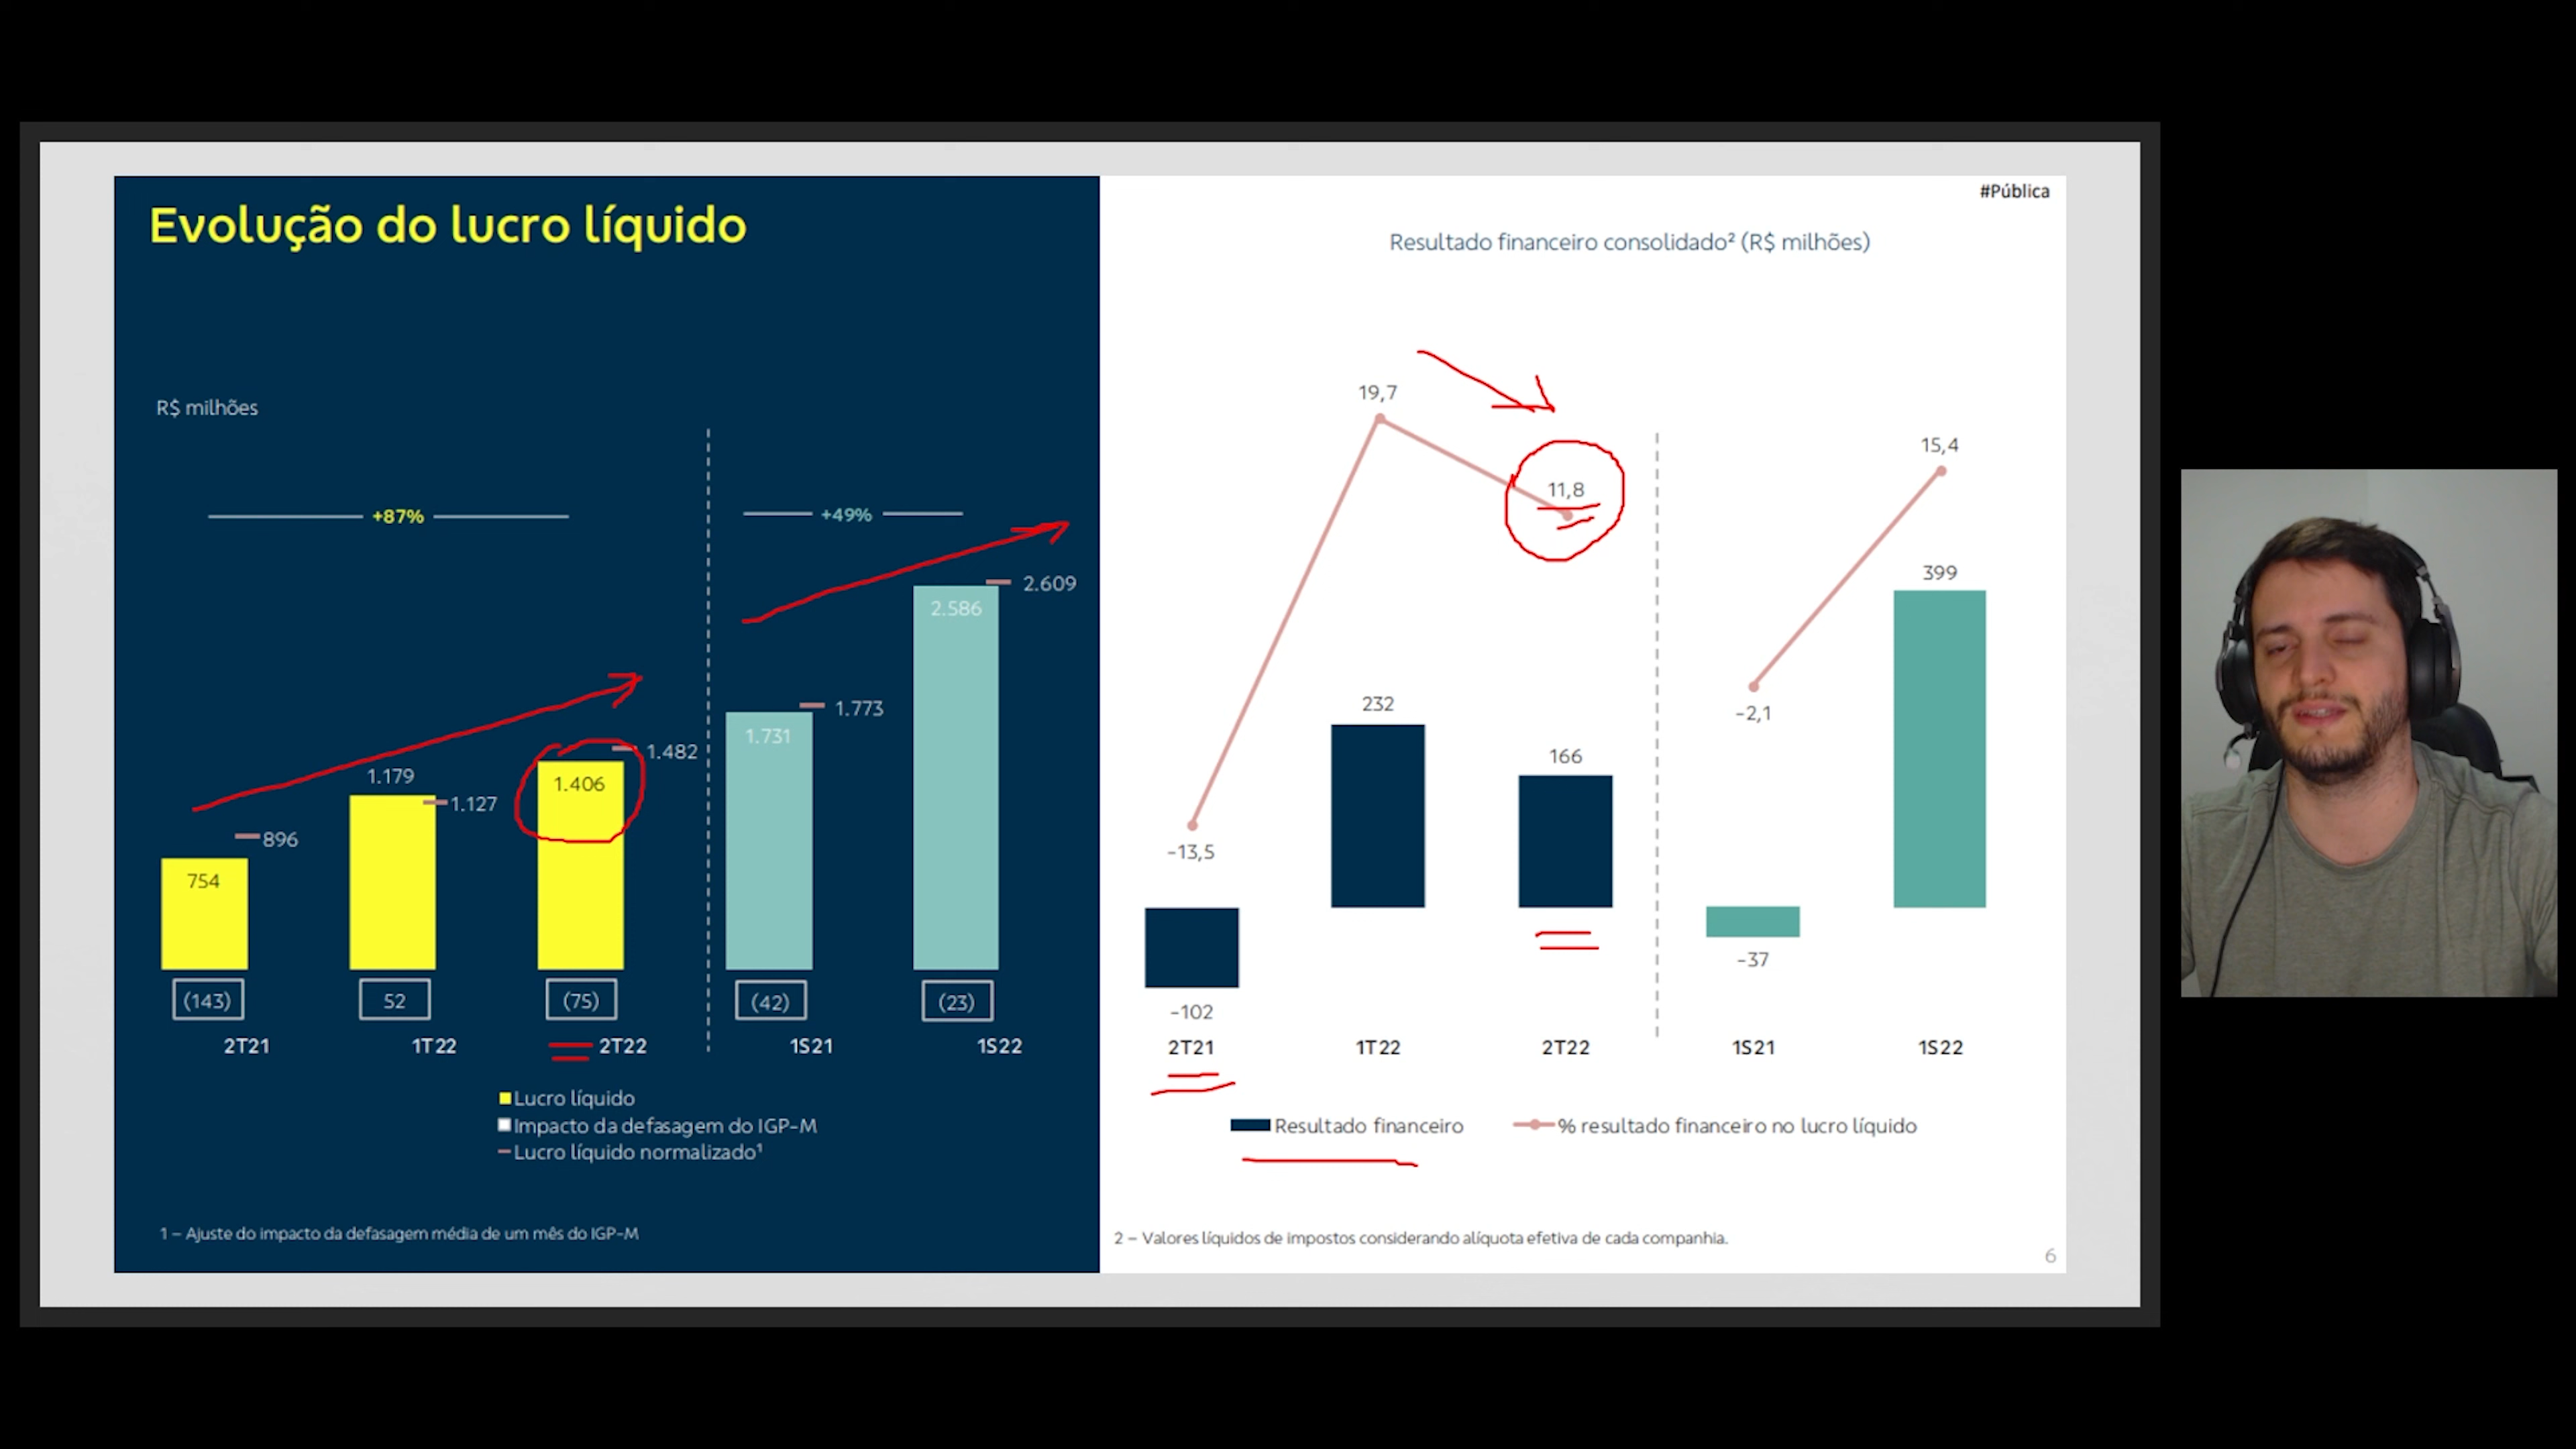 #Pública
Evolução do lucro líquido
Resultado financeiro consolidado² (R$ milhões)
R$ milhões
+87%
+49%
754
896
1.179
1.127
1.406
1.482
1.731
1.773
2.586
2.609
(143)
52
(75)
(42)
(23)
2T21
1T22
2T22
1S21
1S22
Lucro líquido
Impacto da defasagem do IGP-M
Lucro líquido normalizado¹
1 – Ajuste do impacto da defasagem média de um mês do IGP-M
19,7
11,8
15,4
-13,5
-2,1
232
166
399
-102
-37
2T21
1T22
2T22
1S21
1S22
Resultado financeiro
% resultado financeiro no lucro líquido
2 – Valores líquidos de impostos considerando alíquota efetiva de cada companhia.
6